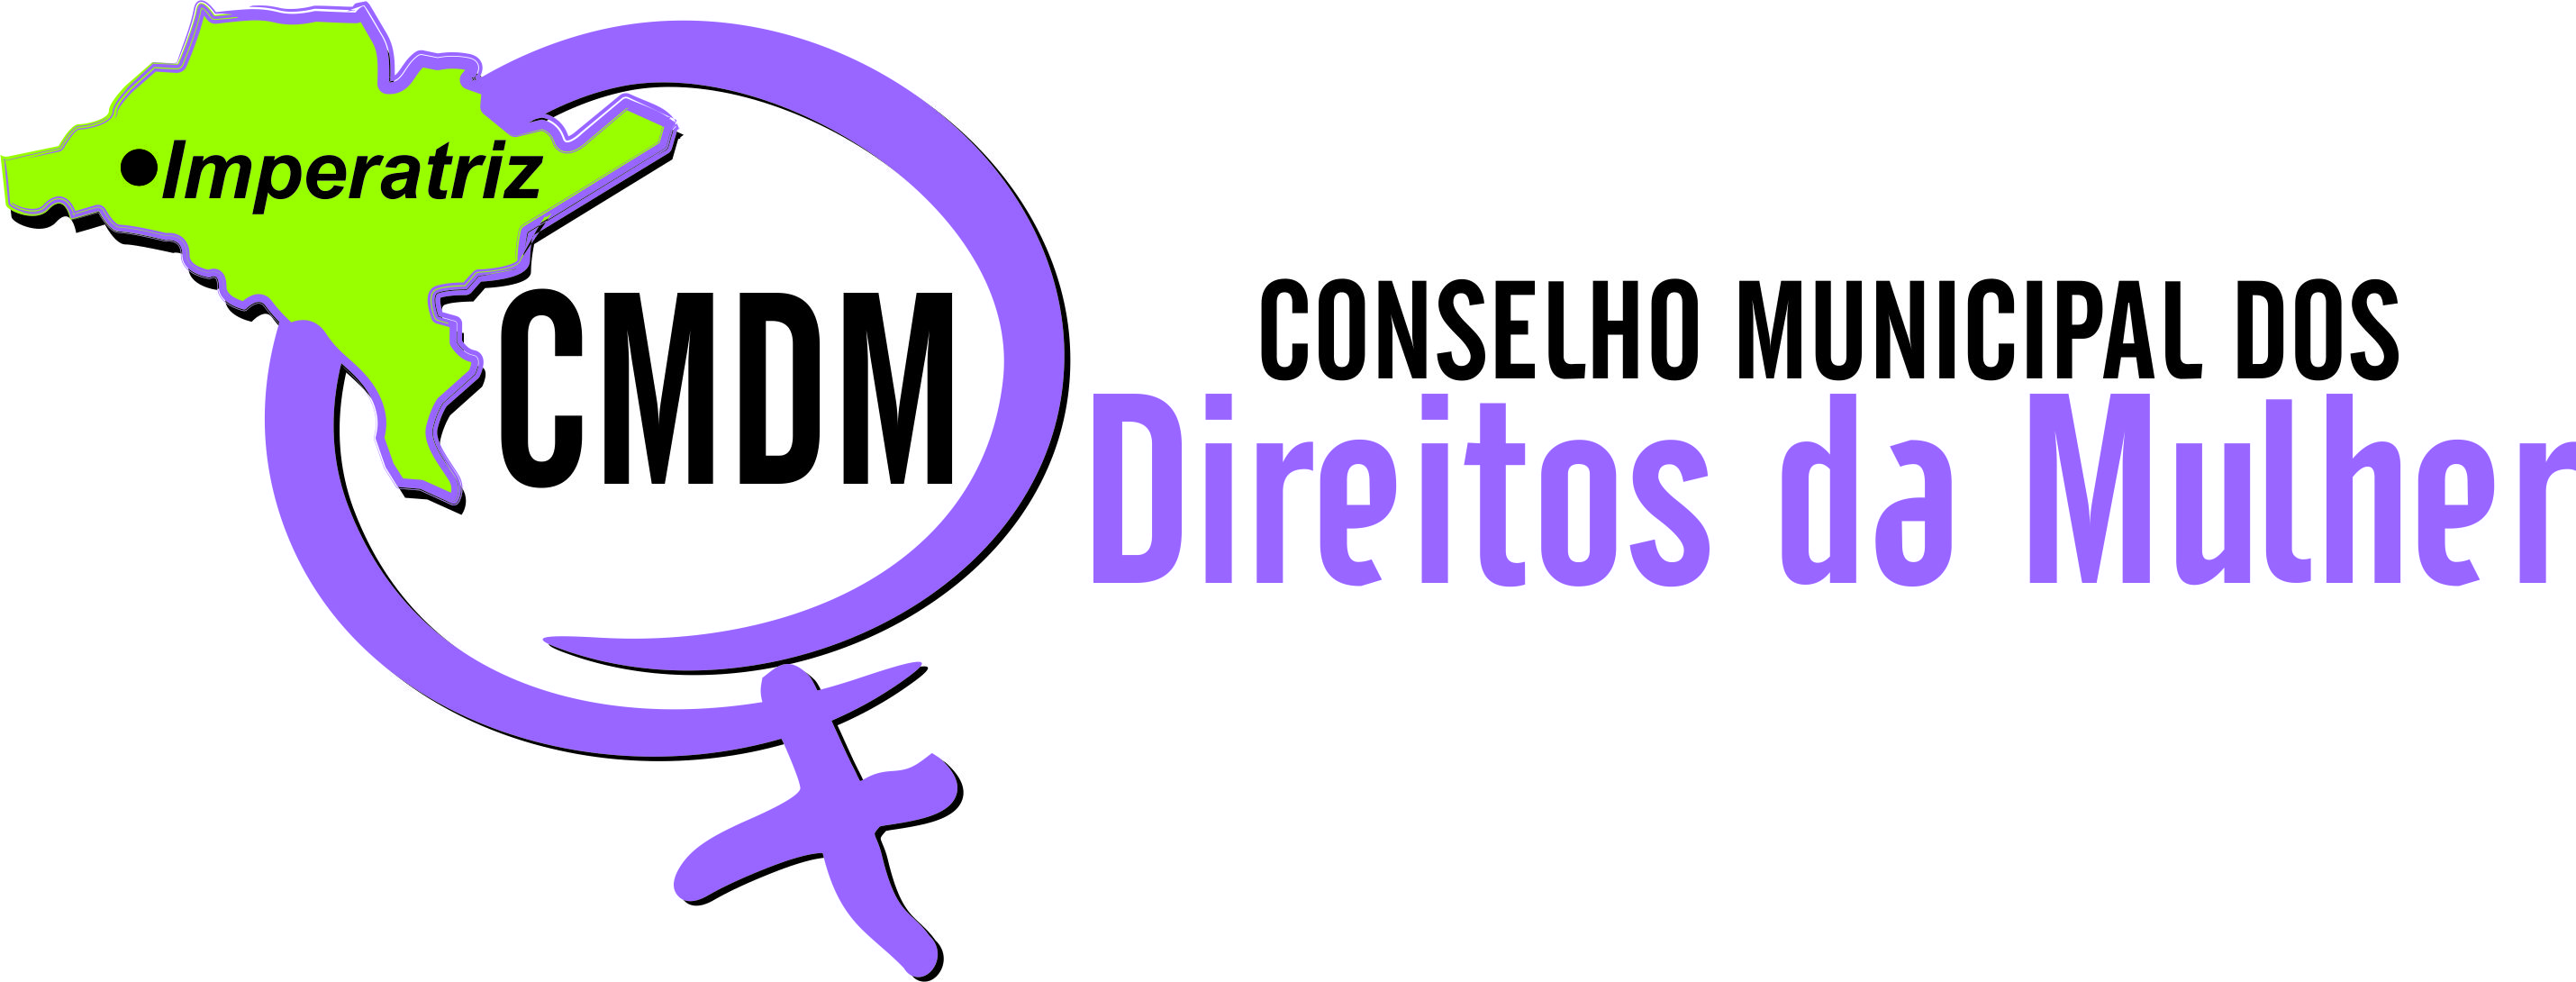 Imperatriz
CMDM
CONSELHO MUNICIPAL DOS
Direitos da Mulher